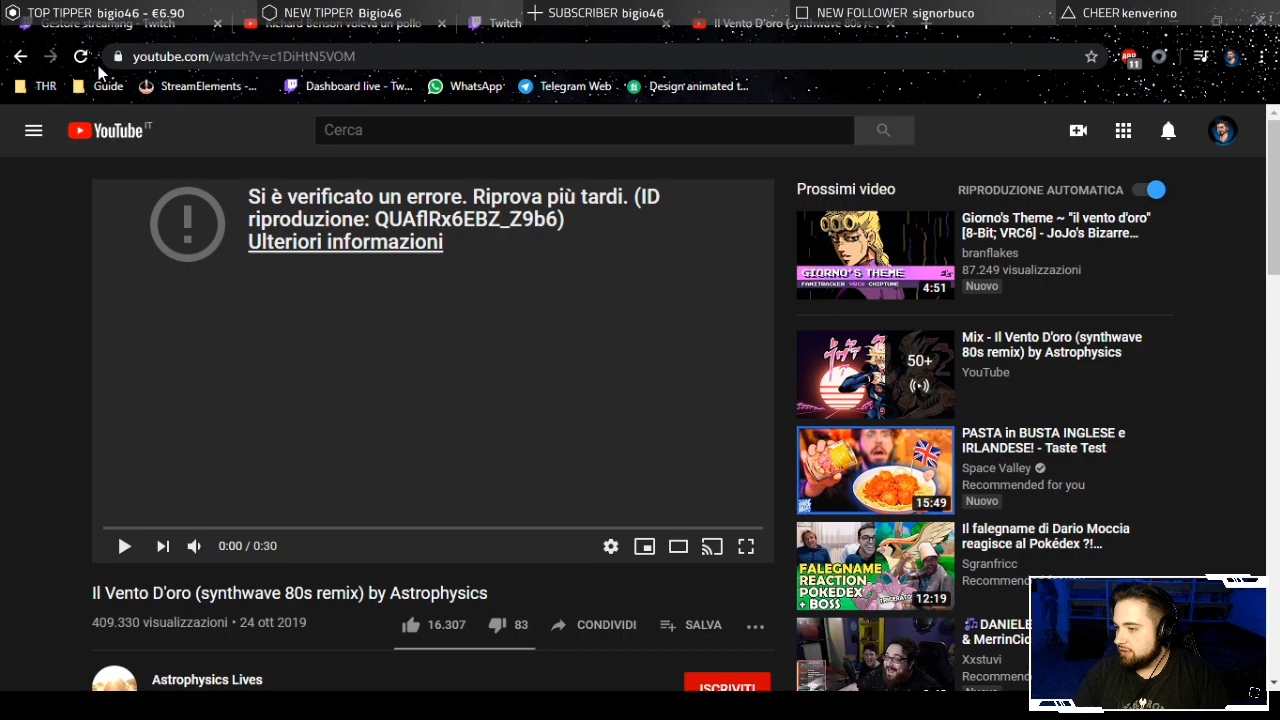 TOP TIPPER bigio46 - €6.90
NEW TIPPER Bigio46
SUBSCRIBER bigio46
NEW FOLLOWER signorbuco
CHEER kenverino
Gestore streaming - Twitch
Richard Benson voleva un pollo
Twitch
Il Vento D'oro (synthwave 80s re
youtube.com/watch?v=c1DiHtN5VOM
11
THR
Guide
StreamElements -...
Dashboard live - Tw...
WhatsApp
Telegram Web
Design animated t...
YouTube IT
Cerca
Si è verificato un errore. Riprova più tardi. (ID
riproduzione: QUAflRx6EBZ_Z9b6)
Ulteriori informazioni
0:00 / 0:30
Il Vento D'oro (synthwave 80s remix) by Astrophysics
409.330 visualizzazioni • 24 ott 2019
16.307
83
CONDIVIDI
SALVA
Astrophysics Lives
ISCRIVITI
Prossimi video
RIPRODUZIONE AUTOMATICA
GIORNO'S THEME
FAMITRACKER VRC6 CHIPTUNE
4:51
Giorno's Theme ~ "il vento d'oro"
[8-Bit; VRC6] - JoJo's Bizarre...
branflakes
87.249 visualizzazioni
Nuovo
50+
Mix - Il Vento D'oro (synthwave
80s remix) by Astrophysics
YouTube
15:49
PASTA in BUSTA INGLESE e
IRLANDESE! - Taste Test
Space Valley
Recommended for you
Nuovo
FALEGNAME
REACTION
POKEDEX
+ BOSS
12:19
Il falegname di Dario Moccia
reagisce al Pokédex ?!...
Sgranfricc
DANIELE
& MerrinCio
Xxstuvi